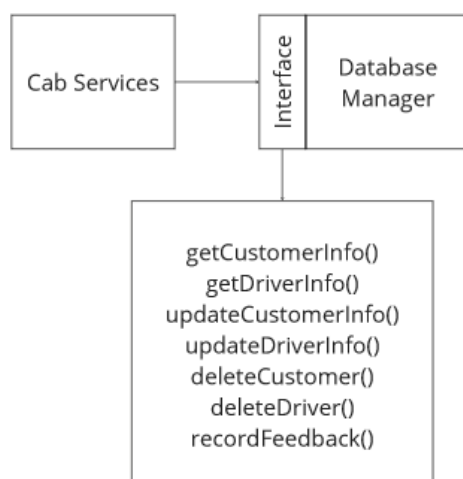 Cab Services
Interface
Database
Manager
getCustomerInfo()
getDriverInfo()
updateCustomerInfo()
updateDriverInfo()
deleteCustomer()
deleteDriver()
recordFeedback()